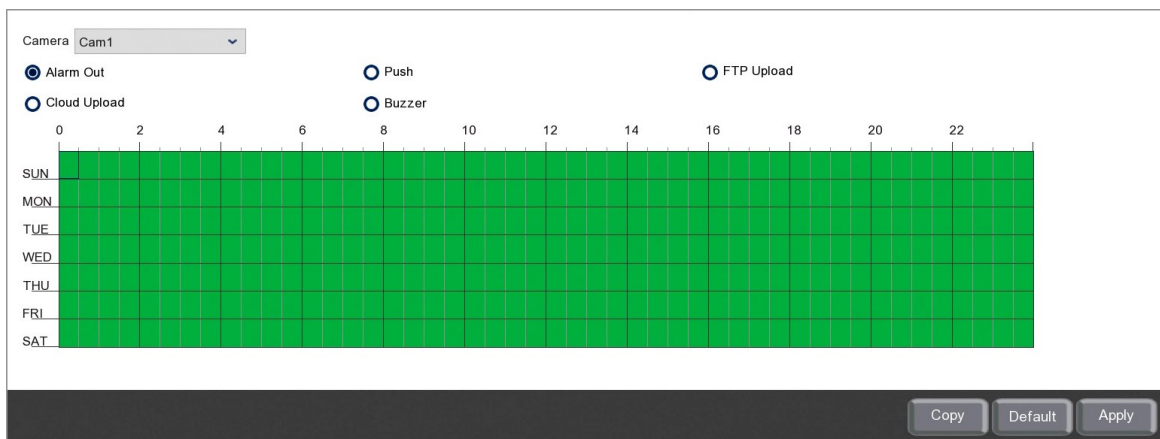 Camera Cam1
Alarm Out Push FTP Upload
Cloud Upload Buzzer
0 2 4 6 8 10 12 14 16 18 20 22
SUN
MON
TUE
WED
THU
FRI
SAT
Copy Default Apply